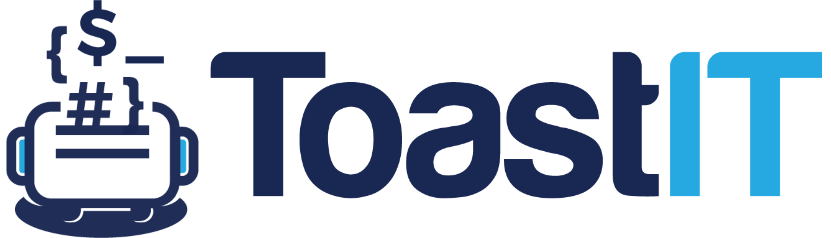 { $ _
# }
ToastIT